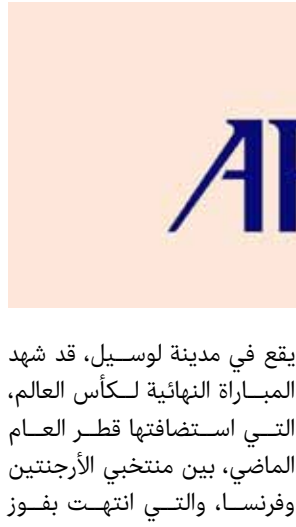 يقع في مدينة لوسيل، قد شهد
المباراة النهائية لكأس العالم،
التي استضافتها قطر العام
الماضي، بين منتخبي الأرجنتين
وفرنسا، والتي انتهت بفوز